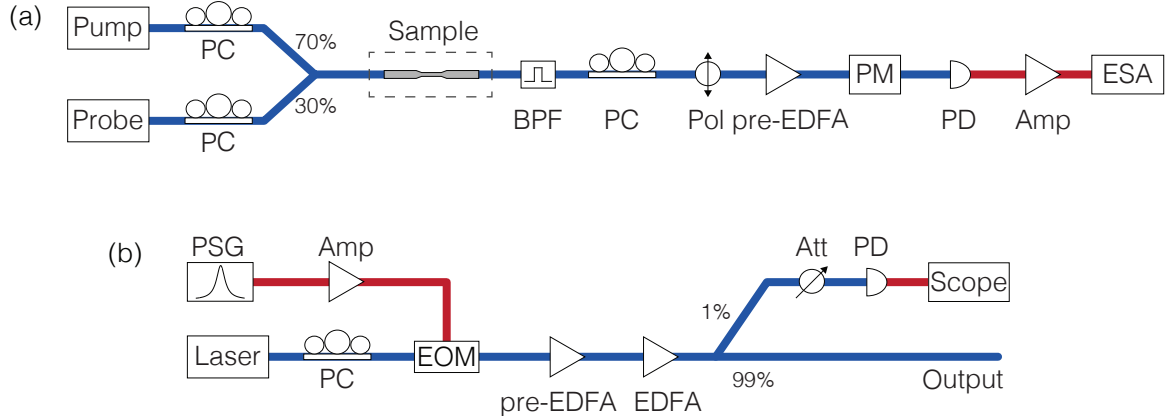 (a)
Pump
PC
70%
Sample
Probe
PC
30%
BPF
PC
Pol
pre-EDFA
PM
PD
Amp
ESA
(b)
PSG
Amp
Laser
PC
EOM
pre-EDFA
EDFA
1%
99%
Att
PD
Scope
Output